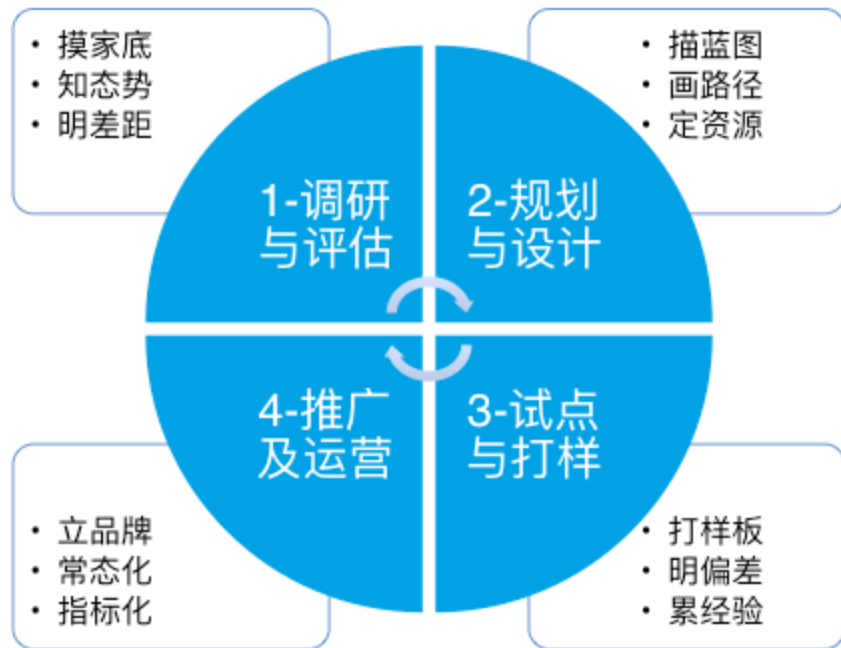 • 摸家底
• 知态势
• 明差距
1-调研
与评估
• 描蓝图
• 画路径
• 定资源
2-规划
与设计
3-试点
与打样
• 打样板
• 明偏差
• 累经验
4-推广
及运营
• 立品牌
• 常态化
• 指标化